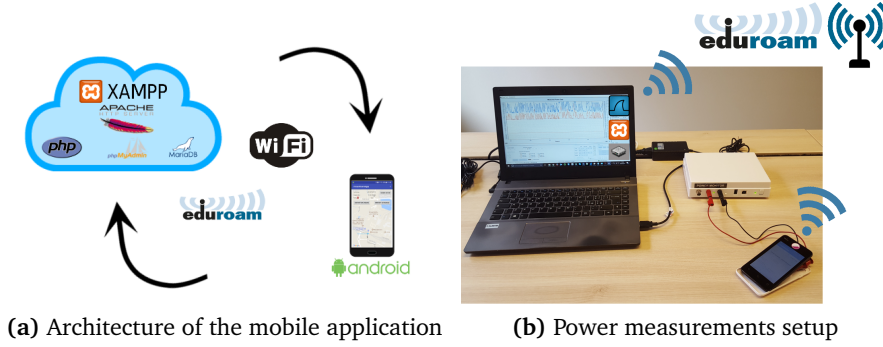 XAMPP
APACHE
HTTP SERVER
php
phpMyAdmin
MariaDB
WiFi
eduroam
android
eduroam
(a) Architecture of the mobile application
(b) Power measurements setup